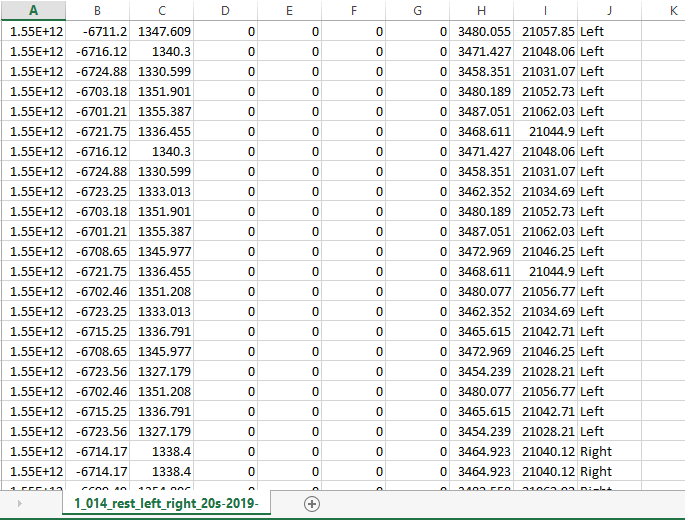 A B C D E F G H I J K
1.55E+12 -6711.2 1347.609 0 0 0 0 3480.055 21057.85 Left
1.55E+12 -6716.12 1340.3 0 0 0 0 3471.427 21048.06 Left
1.55E+12 -6724.88 1330.599 0 0 0 0 3458.351 21031.07 Left
1.55E+12 -6703.18 1351.901 0 0 0 0 3480.189 21052.73 Left
1.55E+12 -6701.21 1355.387 0 0 0 0 3487.051 21062.03 Left
1.55E+12 -6721.75 1336.455 0 0 0 0 3468.611 21044.9 Left
1.55E+12 -6716.12 1340.3 0 0 0 0 3471.427 21048.06 Left
1.55E+12 -6724.88 1330.599 0 0 0 0 3458.351 21031.07 Left
1.55E+12 -6723.25 1333.013 0 0 0 0 3462.352 21034.69 Left
1.55E+12 -6703.18 1351.901 0 0 0 0 3480.189 21052.73 Left
1.55E+12 -6701.21 1355.387 0 0 0 0 3487.051 21062.03 Left
1.55E+12 -6708.65 1345.977 0 0 0 0 3472.969 21046.25 Left
1.55E+12 -6721.75 1336.455 0 0 0 0 3468.611 21044.9 Left
1.55E+12 -6702.46 1351.208 0 0 0 0 3480.077 21056.77 Left
1.55E+12 -6723.25 1333.013 0 0 0 0 3462.352 21034.69 Left
1.55E+12 -6715.25 1336.791 0 0 0 0 3465.615 21042.71 Left
1.55E+12 -6708.65 1345.977 0 0 0 0 3472.969 21046.25 Left
1.55E+12 -6723.56 1327.179 0 0 0 0 3454.239 21028.21 Left
1.55E+12 -6702.46 1351.208 0 0 0 0 3480.077 21056.77 Left
1.55E+12 -6715.25 1336.791 0 0 0 0 3465.615 21042.71 Left
1.55E+12 -6723.56 1327.179 0 0 0 0 3454.239 21028.21 Left
1.55E+12 -6714.17 1338.4 0 0 0 0 3464.923 21040.12 Right
1.55E+12 -6714.17 1338.4 0 0 0 0 3464.923 21040.12 Right
1_014_rest_left_right_20s-2019-